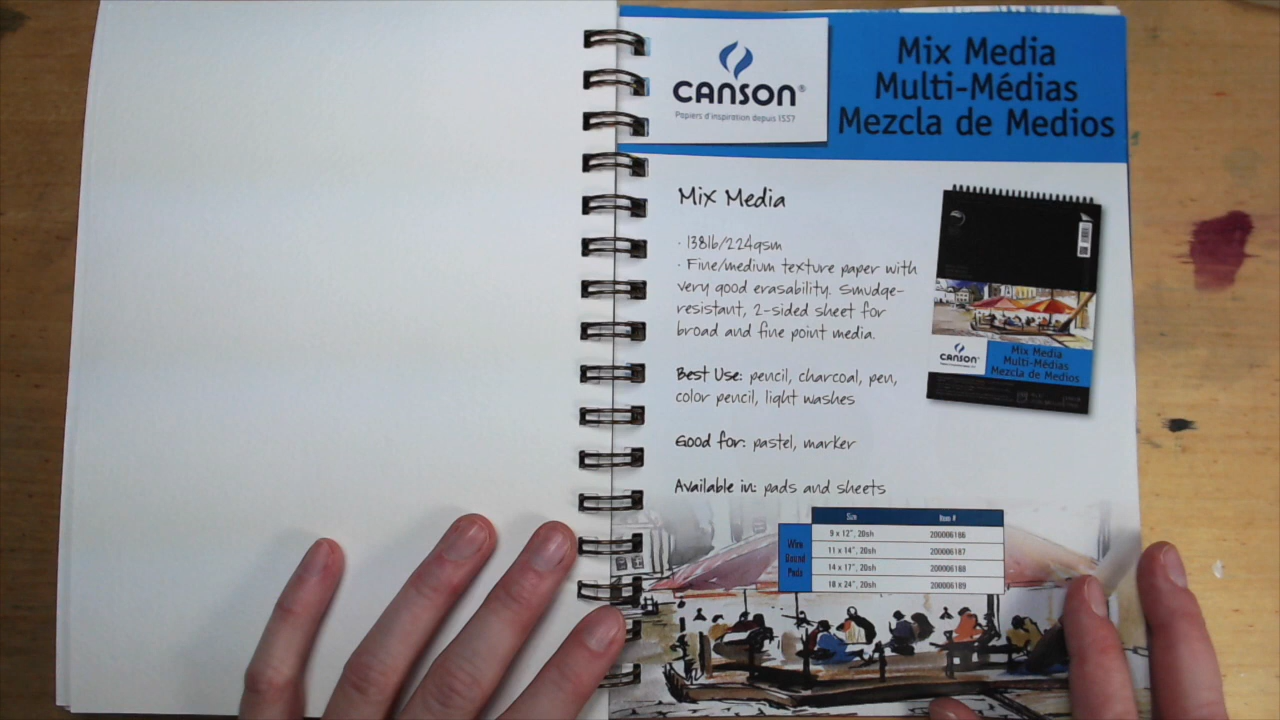 CANSON®
Papiers d'inspiration depuis 1557
Mix Media
Multi-Médias
Mezcla de Medios
Mix Media
· 138lb/224gsm
· Fine/medium texture paper with
very good erasability. Smudge-
resistant, 2-sided sheet for
broad and fine point media.
Best Use: pencil, charcoal, pen,
color pencil, light washes
Good for: pastel, marker
Available in: pads and sheets
CANSON
Mix Media
Multi-Médias
Mezcla de Medios
Wire
Bound
Pads
Size Item #
9 x 12", 20sh 200006186
11 x 14", 20sh 200006187
14 x 17", 20sh 200006188
18 x 24", 20sh 200006189